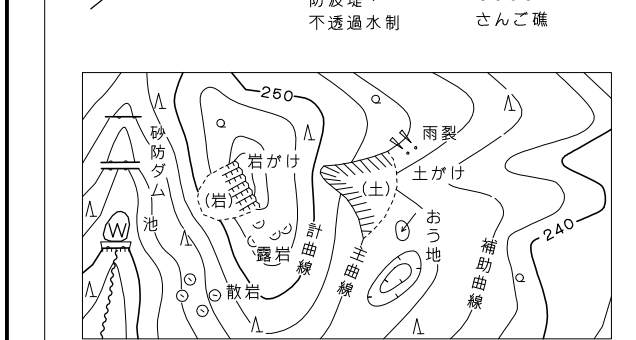 防波堤・
不透過水制
さんご礁
250
雨裂
砂防ダム
岩がけ
土がけ
(岩)
(土)
池
おう地
W
計曲線
露岩
主曲線
補助曲線
240
散岩